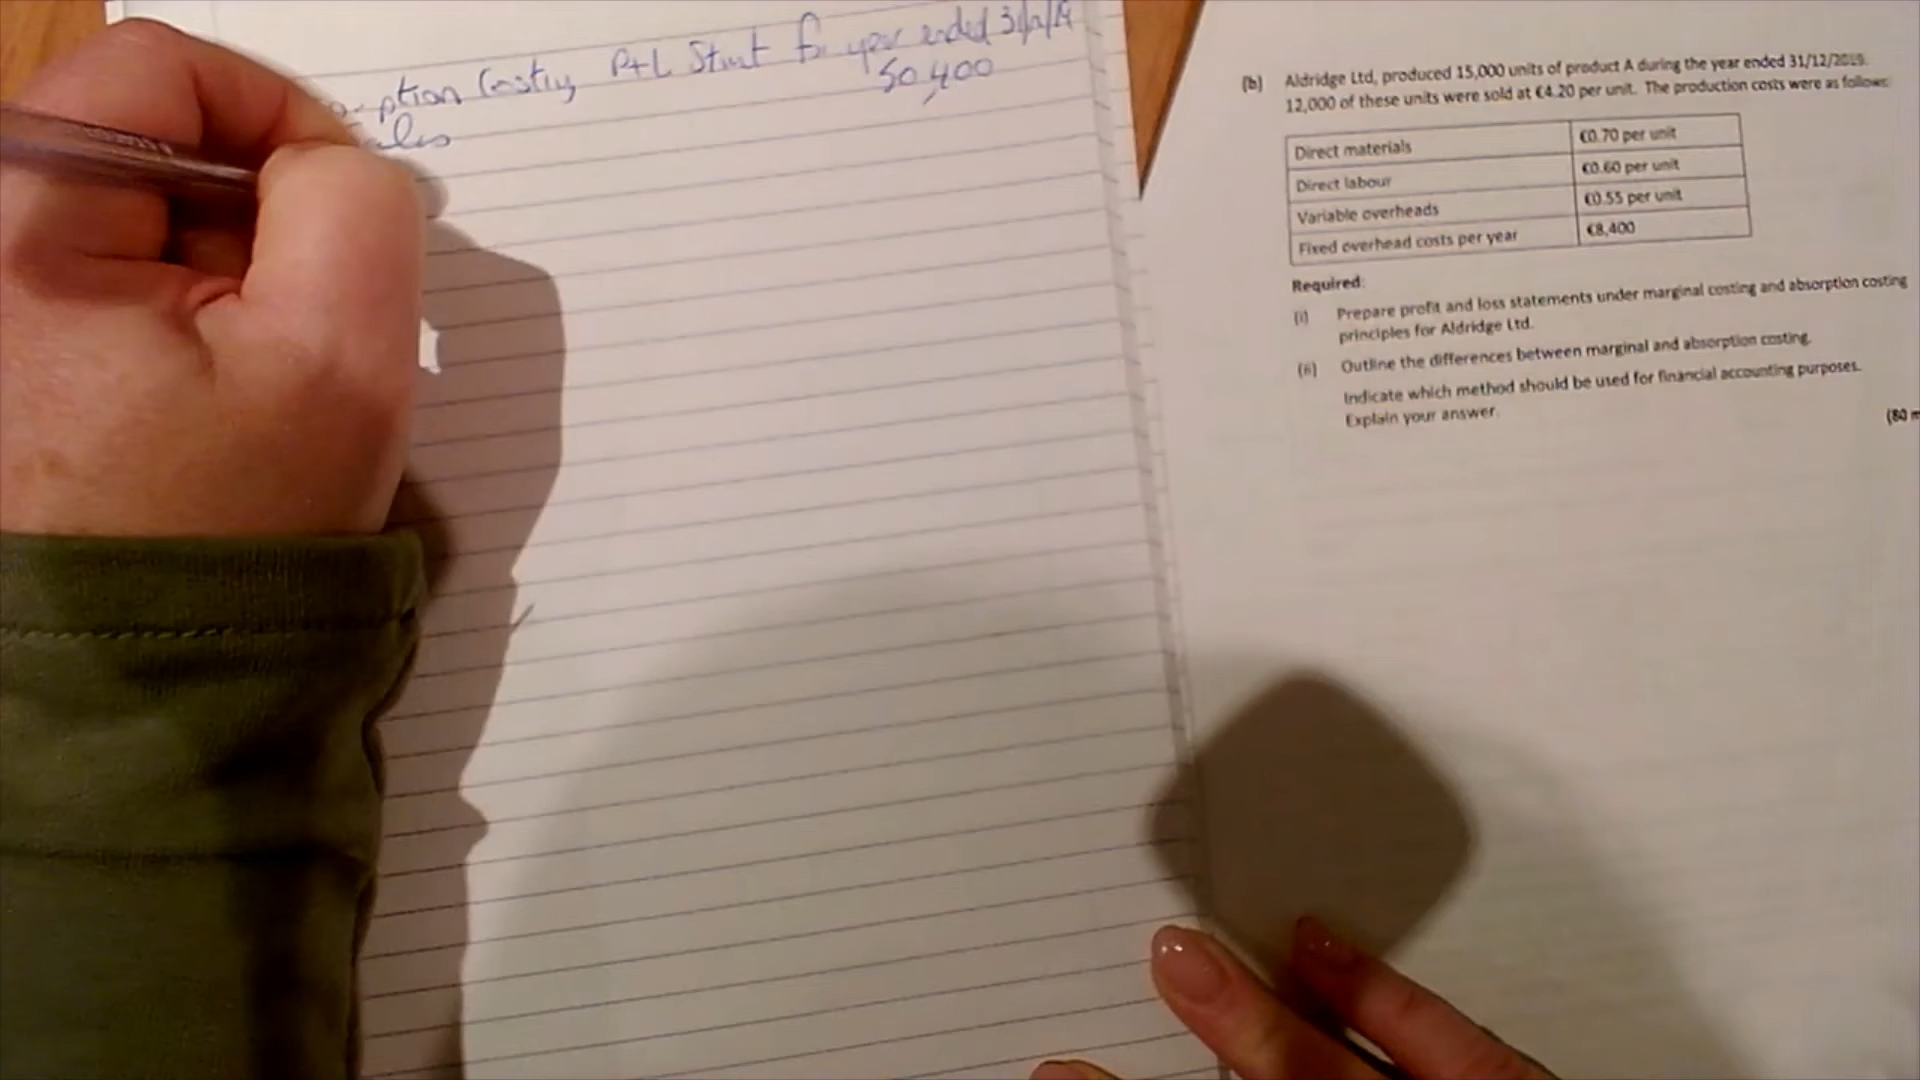 ption Costing P+L Stmt for year ended 31/12/19
50,400
ales
(b) Aldridge Ltd, produced 15,000 units of product A during the year ended 31/12/2019.
12,000 of these units were sold at €4.20 per unit. The production costs were as follows:
Direct materials €0.70 per unit
Direct labour €0.60 per unit
Variable overheads €0.55 per unit
Fixed overhead costs per year €8,400
Required:
(i) Prepare profit and loss statements under marginal costing and absorption costing
principles for Aldridge Ltd.
(ii) Outline the differences between marginal and absorption costing.
Indicate which method should be used for financial accounting purposes.
Explain your answer.
(80 m